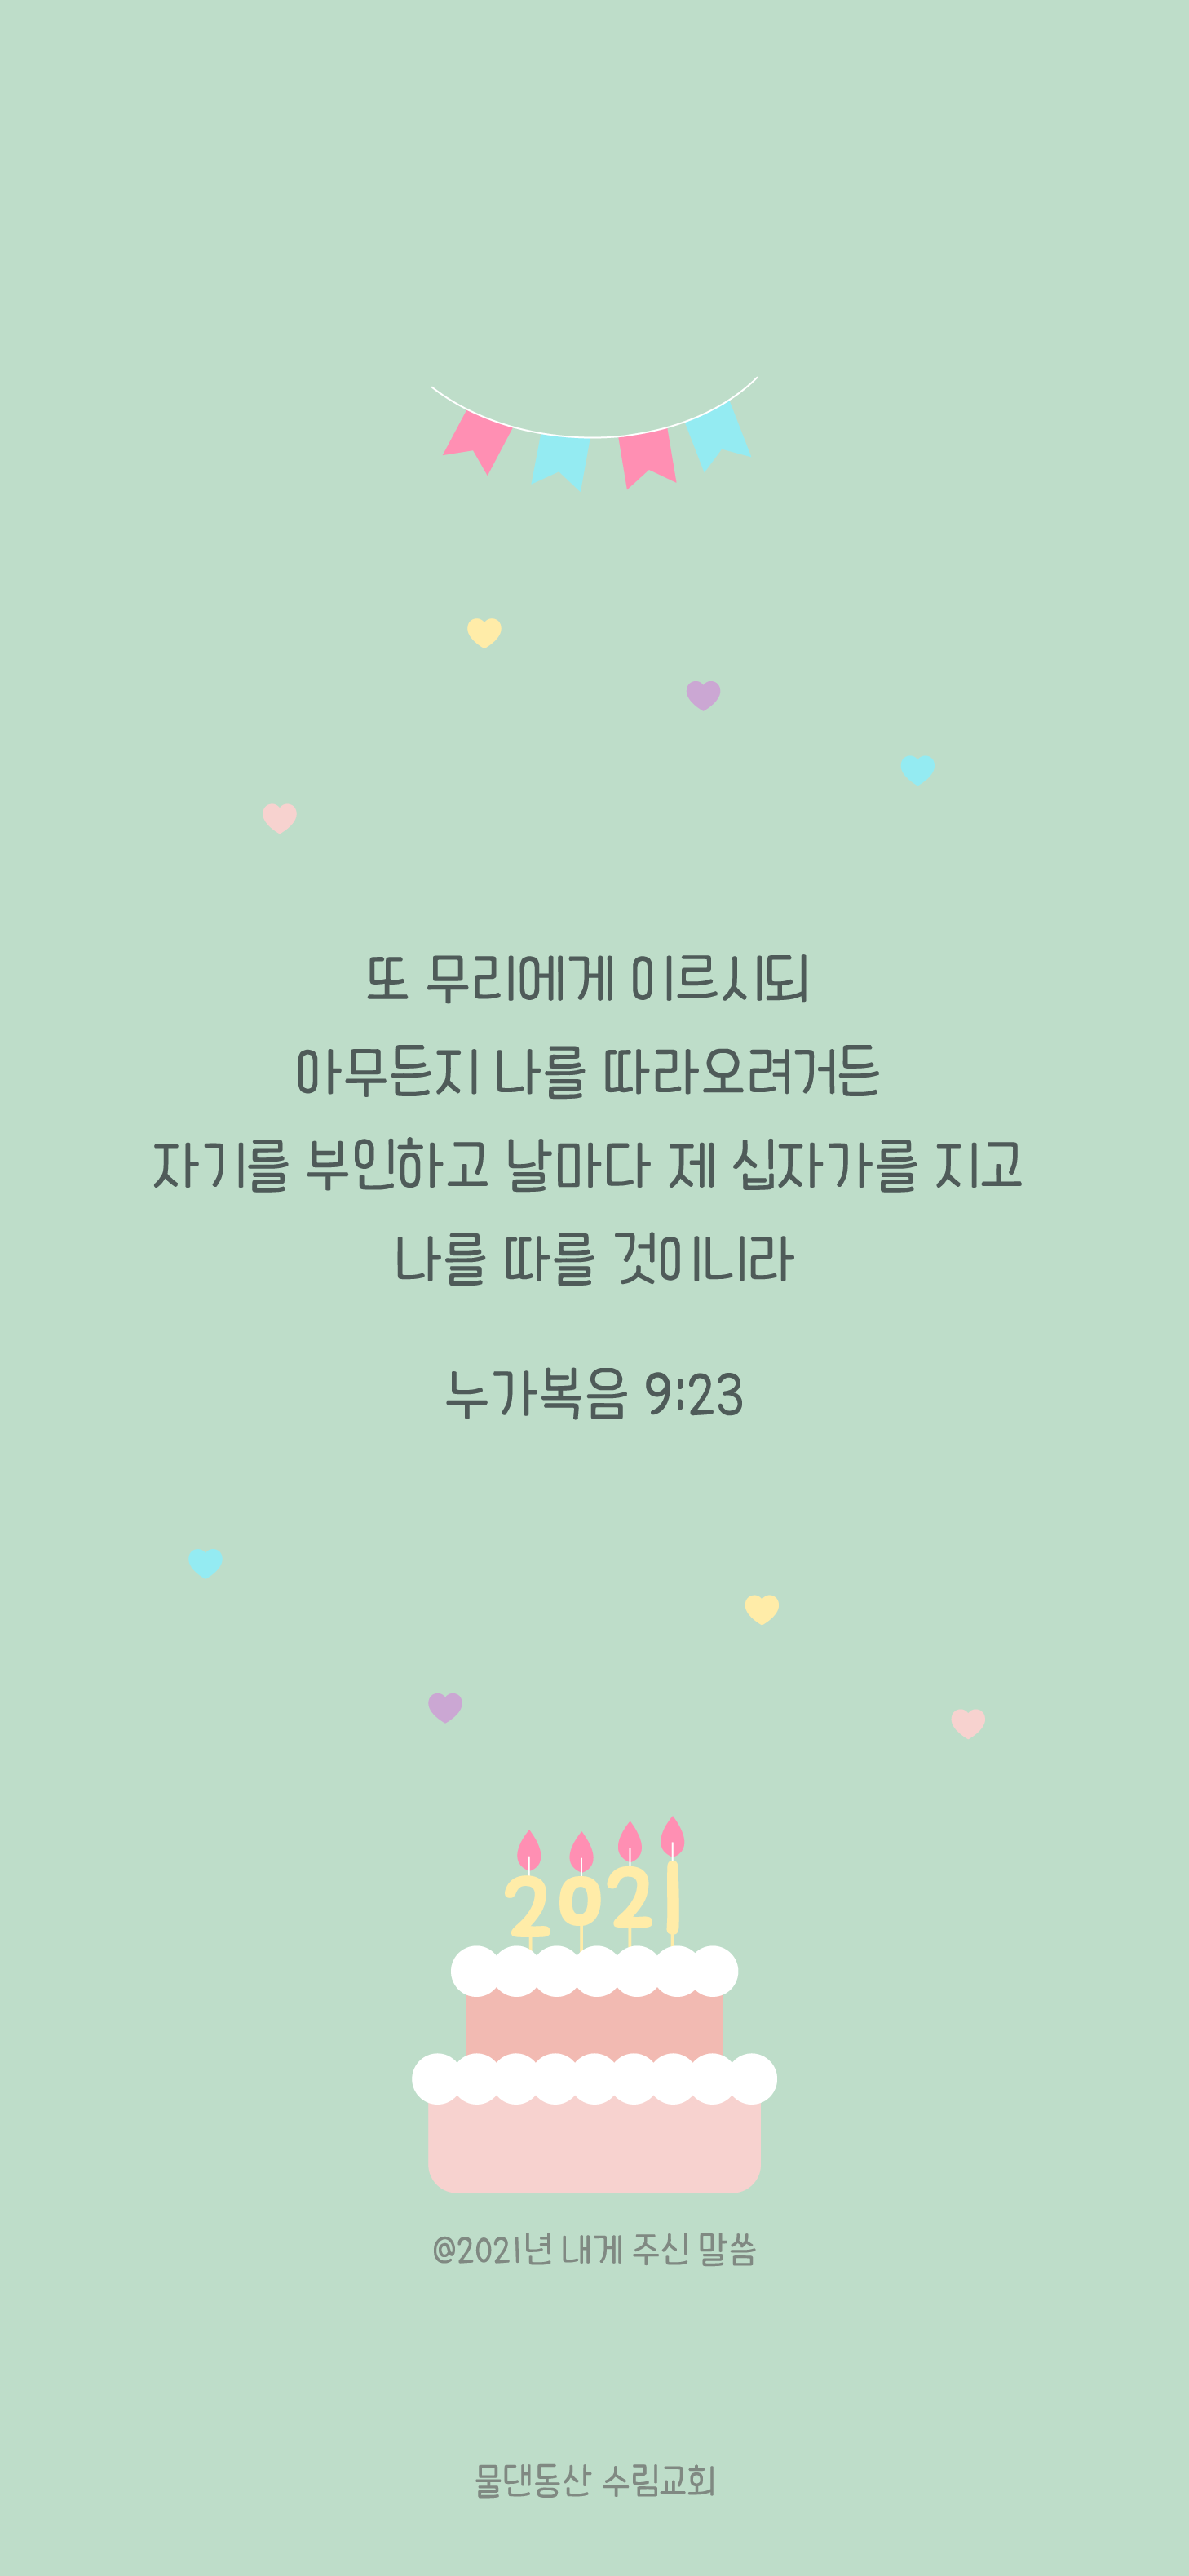 또 무리에게 이르시되
아무든지 나를 따라오려거든
자기를 부인하고 날마다 제 십자가를 지고
나를 따를 것이니라
누가복음 9:23
2021
@2021년 내게 주신 말씀
물댄동산 수림교회